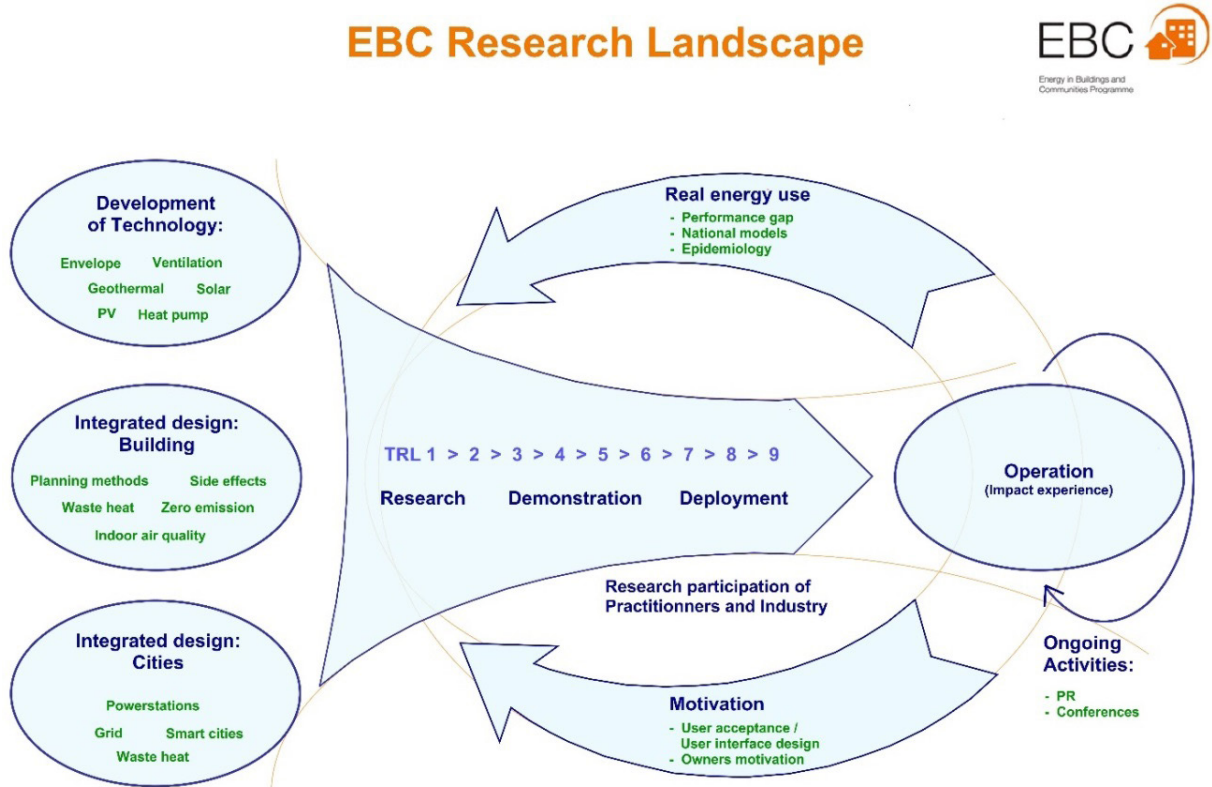 EBC Research Landscape
EBC
Energy in Buildings and
Communities Programme
Development
of Technology:
Envelope Ventilation
Geothermal Solar
PV Heat pump
Integrated design:
Building
Planning methods Side effects
Waste heat Zero emission
Indoor air quality
Integrated design:
Cities
Powerstations
Grid Smart cities
Waste heat
Real energy use
- Performance gap
- National models
- Epidemiology
TRL 1 > 2 > 3 > 4 > 5 > 6 > 7 > 8 > 9
Research Demonstration Deployment
Research participation of
Practitionners and Industry
Motivation
- User acceptance /
User interface design
- Owners motivation
Operation
(Impact experience)
Ongoing
Activities:
- PR
- Conferences